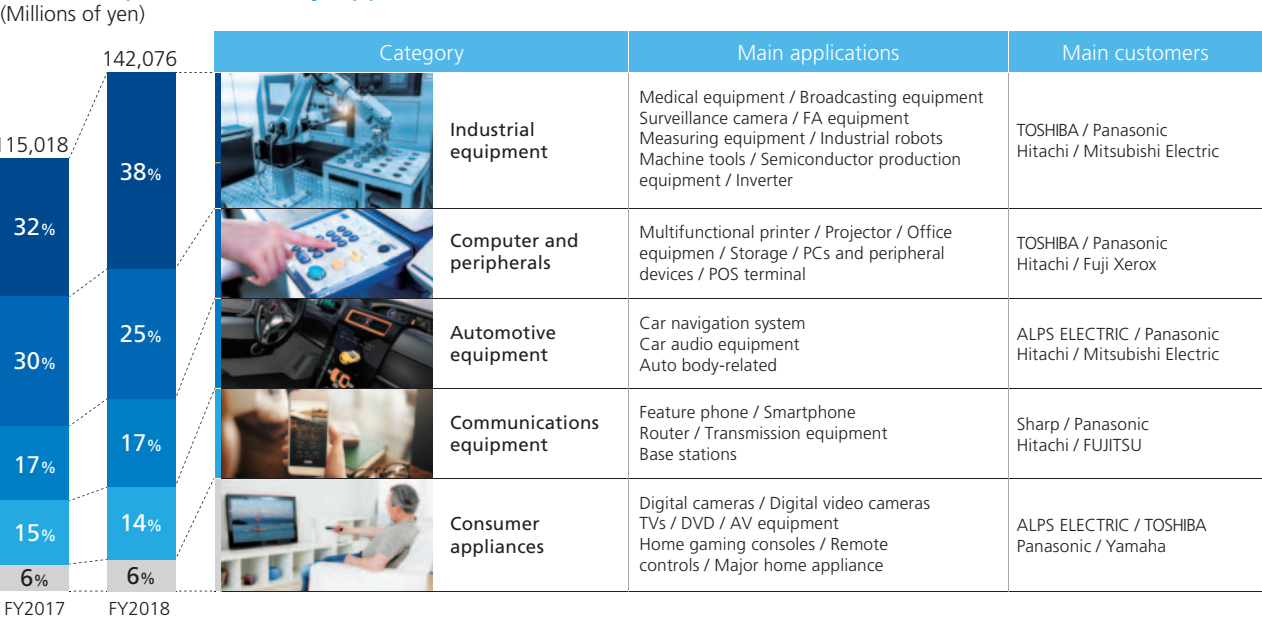 (Millions of yen)
142,076
115,018
38%
32%
25%
30%
17%
17%
14%
15%
6%
6%
FY2017 FY2018
Category Main applications Main customers
Industrial
equipment
Medical equipment / Broadcasting equipment
Surveillance camera / FA equipment
Measuring equipment / Industrial robots
Machine tools / Semiconductor production
equipment / Inverter
TOSHIBA / Panasonic
Hitachi / Mitsubishi Electric
Computer and
peripherals
Multifunctional printer / Projector / Office
equipmen / Storage / PCs and peripheral
devices / POS terminal
TOSHIBA / Panasonic
Hitachi / Fuji Xerox
Automotive
equipment
Car navigation system
Car audio equipment
Auto body-related
ALPS ELECTRIC / Panasonic
Hitachi / Mitsubishi Electric
Communications
equipment
Feature phone / Smartphone
Router / Transmission equipment
Base stations
Sharp / Panasonic
Hitachi / FUJITSU
Consumer
appliances
Digital cameras / Digital video cameras
TVs / DVD / AV equipment
Home gaming consoles / Remote
controls / Major home appliance
ALPS ELECTRIC / TOSHIBA
Panasonic / Yamaha